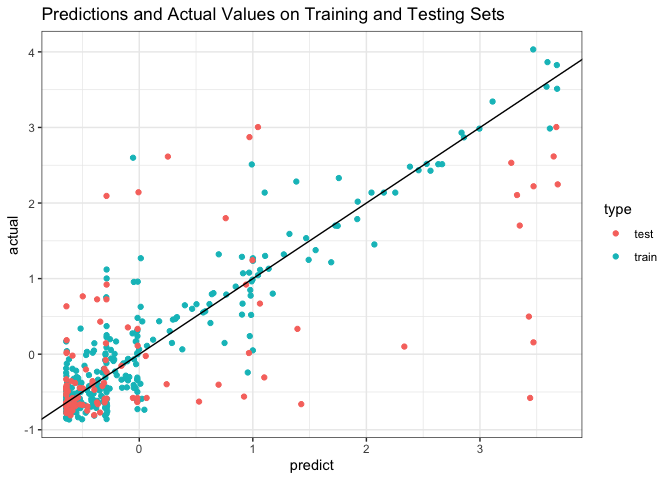 Predictions and Actual Values on Training and Testing Sets
4
3
2
1
0
-1
actual
0
1
2
3
predict
type
test
train